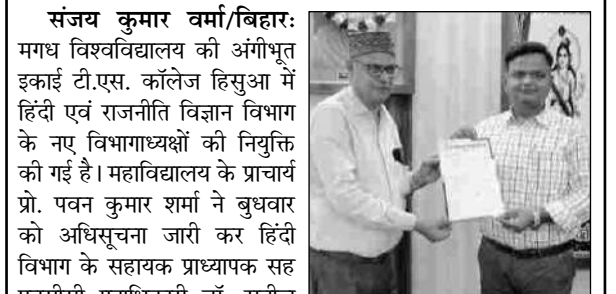 संजय कुमार वर्मा/बिहार:
मगध विश्वविद्यालय की अंगीभूत
इकाई टी.एस. कॉलेज हिसुआ में
हिंदी एवं राजनीति विज्ञान विभाग
के नए विभागाध्यक्षों की नियुक्ति
की गई है। महाविद्यालय के प्राचार्य
प्रो. पवन कुमार शर्मा ने बुधवार
को अधिसूचना जारी कर हिंदी
विभाग के सहायक प्राध्यापक सह